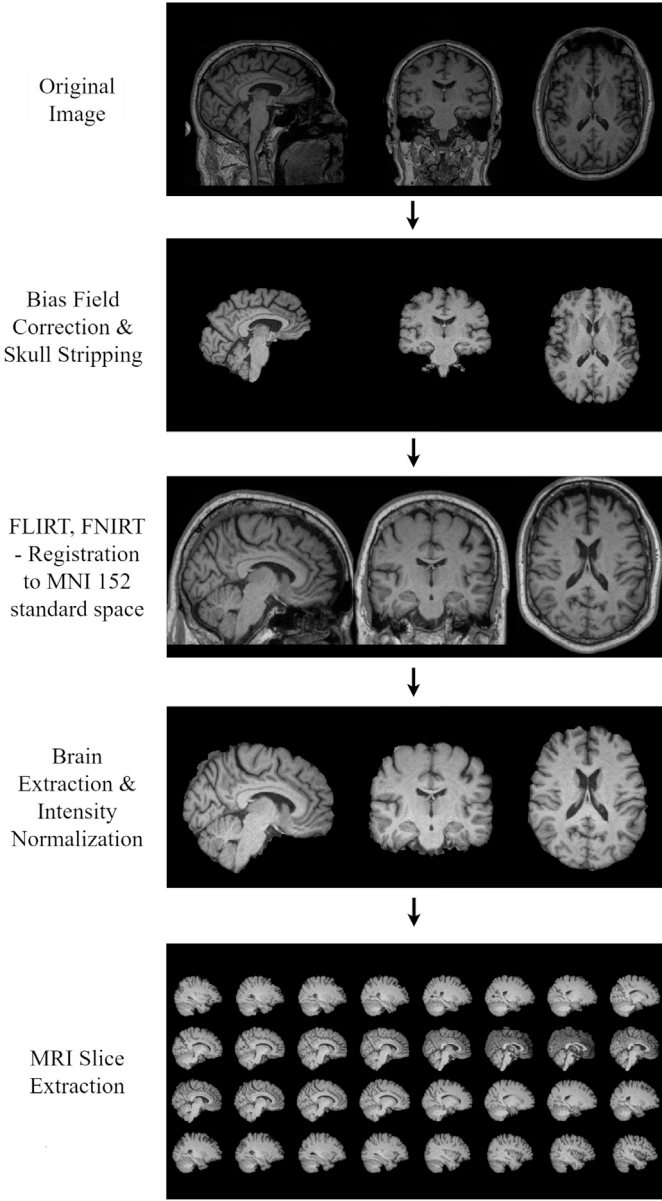 Original
Image
Bias Field
Correction &
Skull Stripping
FLIRT, FNIRT
- Registration
to MNI 152
standard space
Brain
Extraction &
Intensity
Normalization
MRI Slice
Extraction